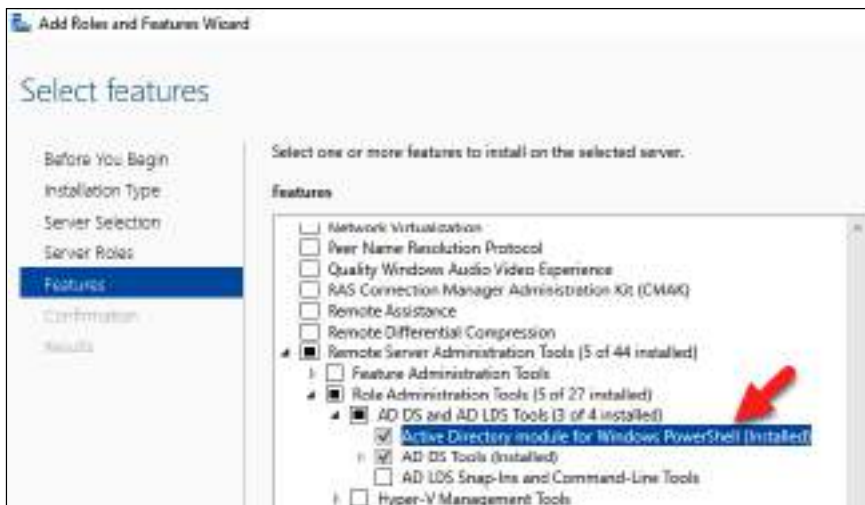 Add Roles and Features Wizard
Select features
Before You Begin
Installation Type
Server Selection
Server Roles
Features
Confirmation
Results
Select one or more features to install on the selected server.
Features
Network Virtualization
Peer Name Resolution Protocol
Quality Windows Audio Video Experience
RAS Connection Manager Administration Kit (CMAK)
Remote Assistance
Remote Differential Compression
Remote Server Administration Tools (5 of 44 installed)
Feature Administration Tools
Role Administration Tools (5 of 27 installed)
AD DS and AD LDS Tools (3 of 4 installed)
Active Directory module for Windows PowerShell (Installed)
AD DS Tools (Installed)
AD LDS Snap-Ins and Command-Line Tools
Hyper-V Management Tools